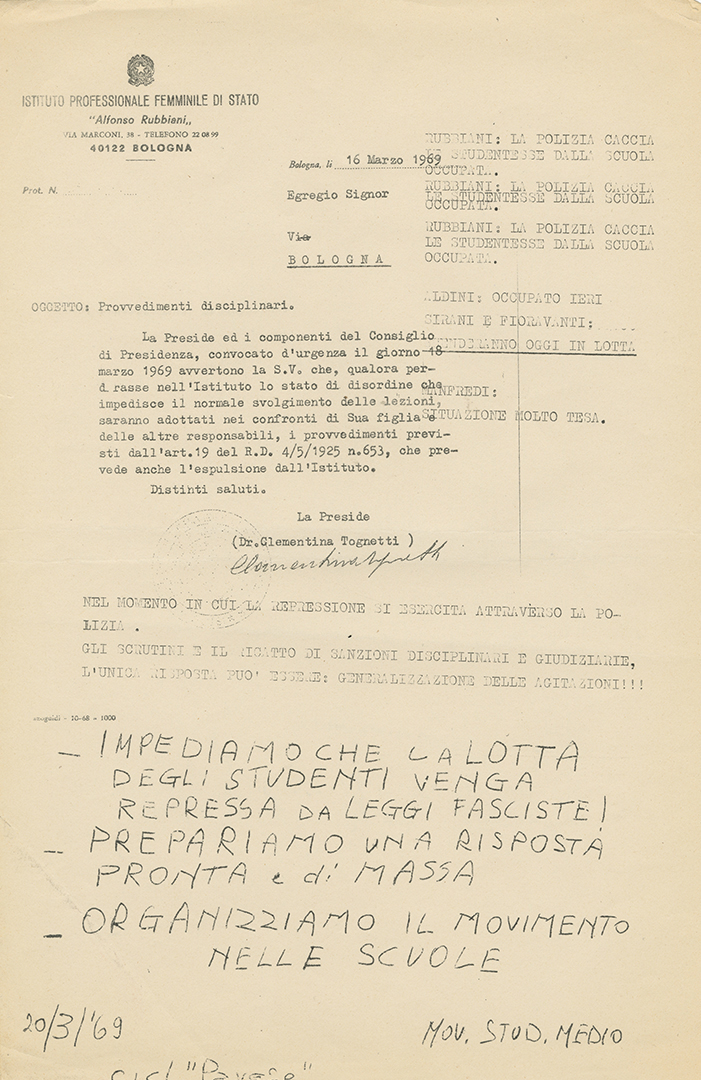 ISTITUTO PROFESSIONALE FEMMINILE DI STATO
"Alfonso Rubbiani„
VIA MARCONI, 38 - TELEFONO 22 08 99
40122 BOLOGNA
Prot. N.
Bologna, li 16 Marzo 1969
Egregio Signor
Via
BOLOGNA
RUBBIANI: LA POLIZIA CACCIA
LE STUDENTESSE DALLA SCUOLA
OCCUPATA.
RUBBIANI: LA POLIZIA CACCIA
LE STUDENTESSE DALLA SCUOLA
OCCUPATA.
RUBBIANI: LA POLIZIA CACCIA
LE STUDENTESSE DALLA SCUOLA
OCCUPATA.
ALDINI: OCCUPATO IERI
SIRANI E FIORAVANTI:
OGGI IN LOTTA
MANFREDI:
SITUAZIONE MOLTO TESA.
OGGETTO: Provvedimenti disciplinari.
La Preside ed i componenti del Consiglio
di Presidenza, convocato d'urgenza il giorno 18
marzo 1969 avvertono la S.V. che, qualora per-
d rasse nell'Istituto lo stato di disordine che
impedisce il normale svolgimento delle lezioni,
saranno adottati nei confronti di Sua figlia e
delle altre responsabili, i provvedimenti previ-
sti dall'art.19 del R.D. 4/5/1925 n.653, che pre-
vede anche l'espulsione dall'Istituto.
Distinti saluti.
La Preside
(Dr.Clementina Tognetti )
NEL MOMENTO IN CUI LA REPRESSIONE SI ESERCITA ATTRAVERSO LA PO-
LIZIA .
GLI SCRUTINI E IL RICATTO DI SANZIONI DISCIPLINARI E GIUDIZIARIE,
L'UNICA RISPOSTA PUO' ESSERE: GENERALIZZAZIONE DELLE AGITAZIONI!!!
- 10-68 - 1000
- IMPEDIAMO CHE LA LOTTA
DEGLI STUDENTI VENGA
REPRESSA DA LEGGI FASCISTE!
- PREPARIAMO UNA RISPOSTA
PRONTA e di MASSA
- ORGANIZZIAMO IL MOVIMENTO
NELLE SCUOLE
20/3/'69
MOV. STUD. MEDIO